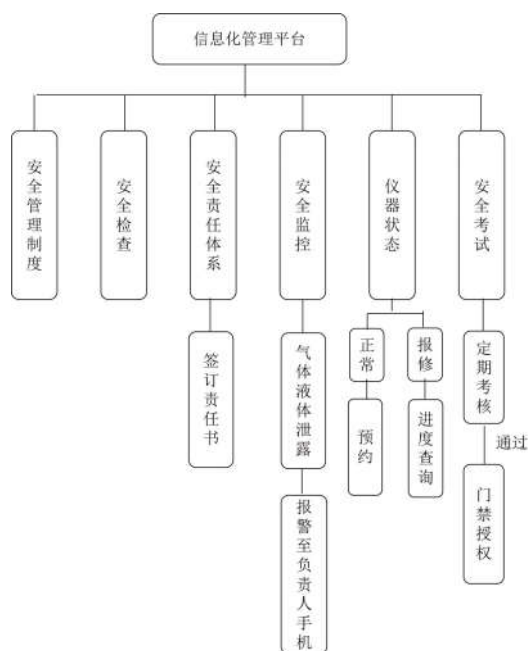 信息化管理平台
安全管理制度
安全检查
安全责任体系
安全监控
仪器状态
安全考试
签订责任书
气体液体泄露
正常
报修
定期考核
预约
进度查询
通过
门禁授权
报警至负责人手机